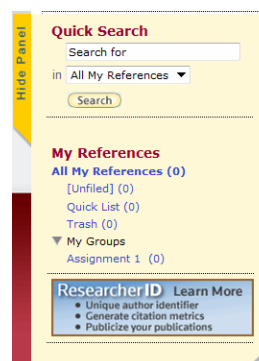 Hide Panel
Quick Search
Search for
in All My References
Search
My References
All My References (0)
[Unfiled] (0)
Quick List (0)
Trash (0)
My Groups
Assignment 1 (0)
ResearcherID Learn More
• Unique author identifier
• Generate citation metrics
• Publicize your publications